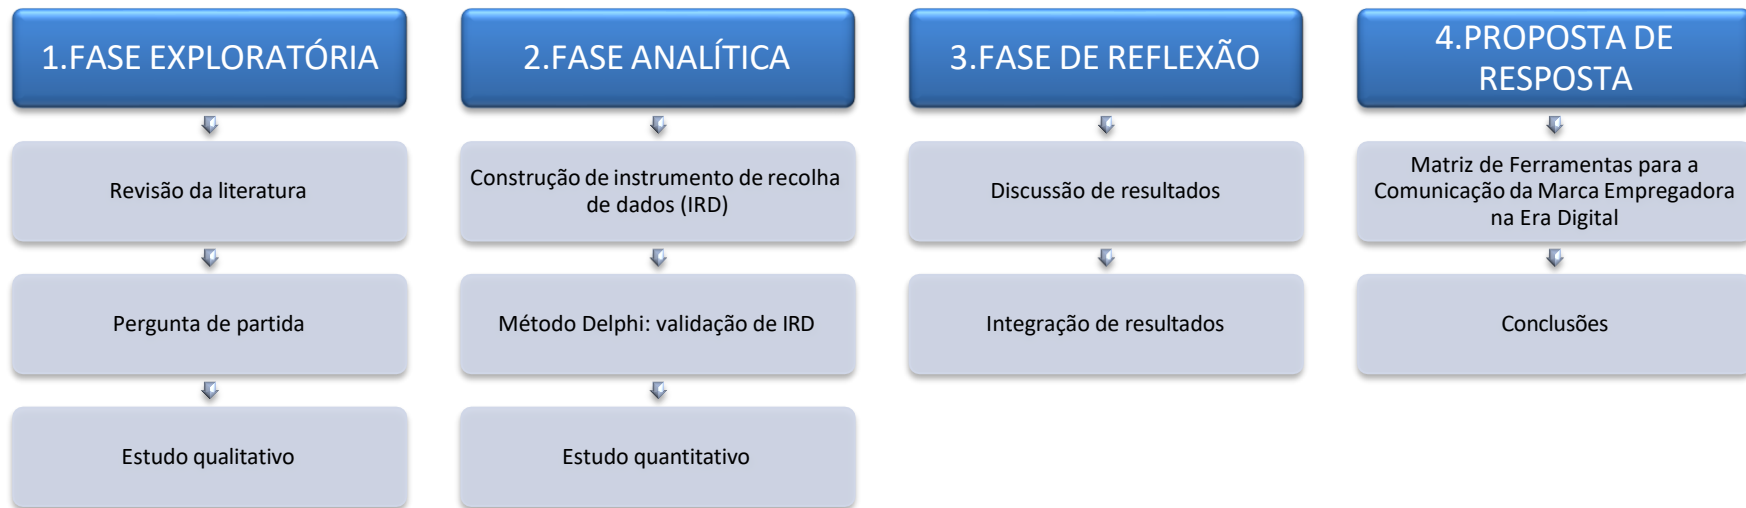 1.FASE EXPLORATÓRIA
Revisão da literatura
Pergunta de partida
Estudo qualitativo
2.FASE ANALÍTICA
Construção de instrumento de recolha
de dados (IRD)
Método Delphi: validação de IRD
Estudo quantitativo
3.FASE DE REFLEXÃO
Discussão de resultados
Integração de resultados
4.PROPOSTA DE
RESPOSTA
Matriz de Ferramentas para a
Comunicação da Marca Empregadora
na Era Digital
Conclusões